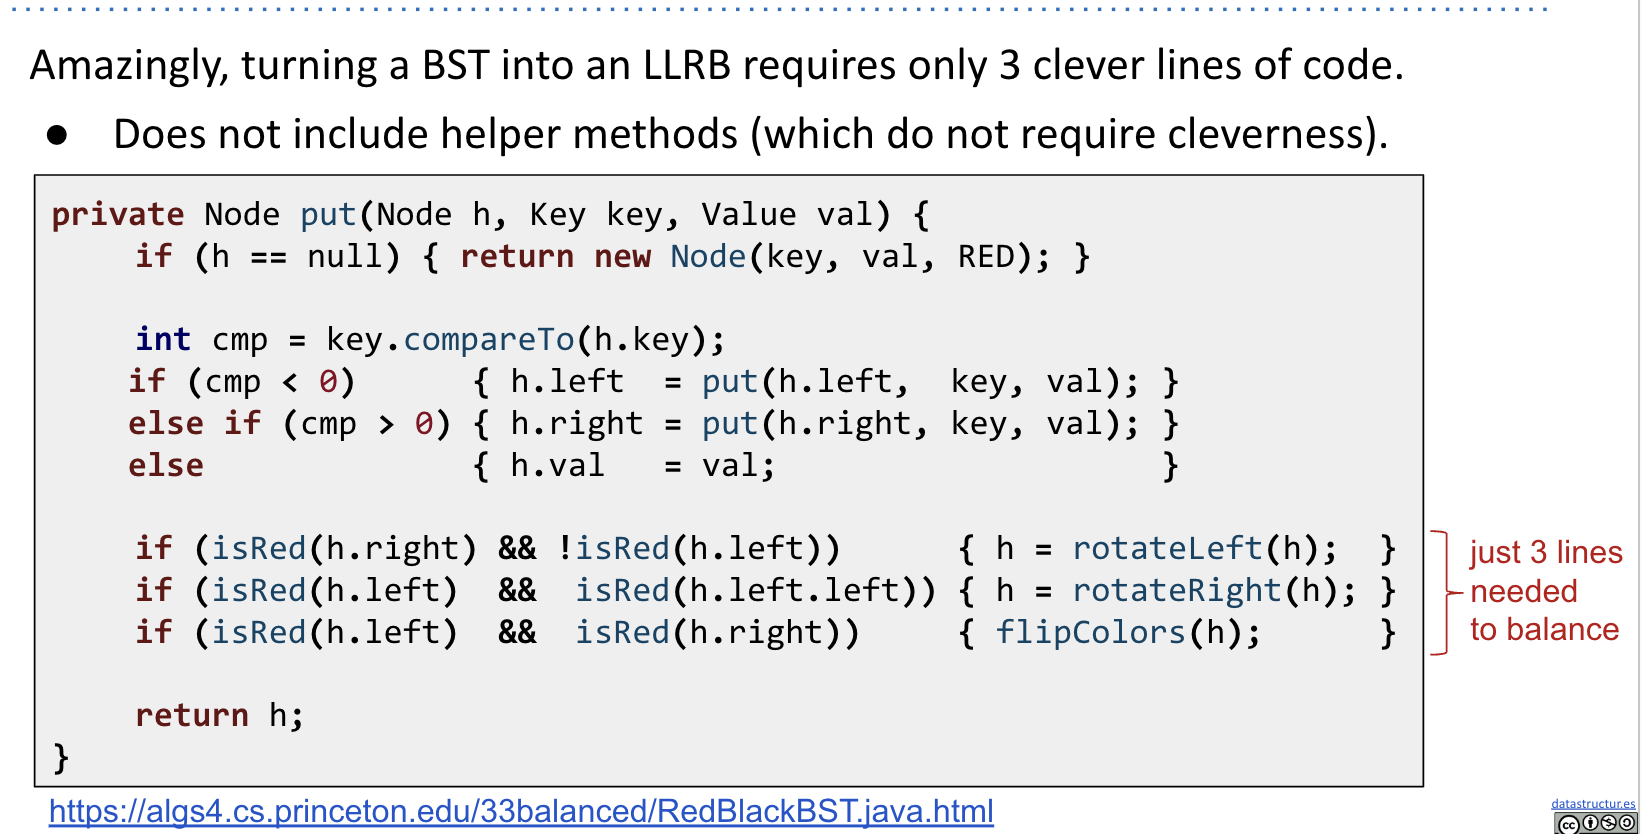 Amazingly, turning a BST into an LLRB requires only 3 clever lines of code.
● Does not include helper methods (which do not require cleverness).
private Node put(Node h, Key key, Value val) {
if (h == null) { return new Node(key, val, RED); }
int cmp = key.compareTo(h.key);
if (cmp < 0) { h.left = put(h.left, key, val); }
else if (cmp > 0) { h.right = put(h.right, key, val); }
else { h.val = val; }
if (isRed(h.right) && !isRed(h.left)) { h = rotateLeft(h); }
if (isRed(h.left) && isRed(h.left.left)) { h = rotateRight(h); }
if (isRed(h.left) && isRed(h.right)) { flipColors(h); }
return h;
}
just 3 lines
needed
to balance
https://algs4.cs.princeton.edu/33balanced/RedBlackBST.java.html
datastructur.es
cc